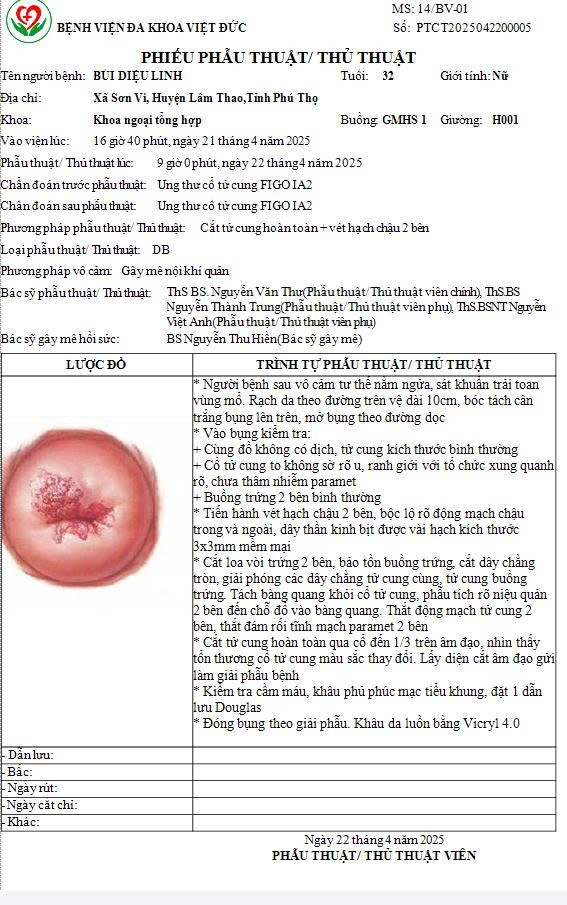 MS: 14/BV-01
BỆNH VIỆN ĐA KHOA VIỆT ĐỨC
Số: PTCT2025042200005
PHIẾU PHẪU THUẬT/ THỦ THUẬT
Tên người bệnh: BÙI DIỆU LINH Tuổi: 32 Giới tính: Nữ
Địa chỉ: Xã Sơn Vi, Huyện Lâm Thao,Tỉnh Phú Thọ
Khoa: Khoa ngoại tổng hợp Buồng: GMHS 1 Giường: H001
Vào viện lúc: 16 giờ 40 phút, ngày 21 tháng 4 năm 2025
Phẫu thuật/ Thủ thuật lúc: 9 giờ 0 phút, ngày 22 tháng 4 năm 2025
Chẩn đoán trước phẫu thuật: Ung thư cổ tử cung FIGO IA2
Chẩn đoán sau phẫu thuật: Ung thư cổ tử cung FIGO IA2
Phương pháp phẫu thuật/ Thủ thuật: Cắt tử cung hoàn toàn + vét hạch chậu 2 bên
Loại phẫu thuật/ Thủ thuật: DB
Phương pháp vô cảm: Gây mê nội khí quản
Bác sỹ phẫu thuật/ Thủ thuật: ThS BS. Nguyễn Văn Thư(Phẫu thuật/ Thủ thuật viên chính), ThS.BS
Nguyễn Thành Trung(Phẫu thuật/ Thủ thuật viên phụ), ThS.BSNT Nguyễn
Việt Anh(Phẫu thuật/ Thủ thuật viên phụ)
Bác sỹ gây mê hồi sức: BS Nguyễn Thu Hiền(Bác sỹ gây mê)
LƯỢC ĐỒ
TRÌNH TỰ PHẪU THUẬT/ THỦ THUẬT
* Người bệnh sau vô cảm tư thế nằm ngửa, sát khuẩn trải toan
vùng mổ. Rạch da theo đường trên vệ dài 10cm, bóc tách cân
trắng bụng lên trên, mở bụng theo đường dọc
* Vào bụng kiểm tra:
+ Cùng đồ không có dịch, tử cung kích thước bình thường
+ Cổ tử cung to không sờ rõ u, ranh giới với tổ chức xung quanh
rõ, chưa thâm nhiễm paramet
+ Buồng trứng 2 bên bình thường
* Tiến hành vét hạch chậu 2 bên, bộc lộ rõ động mạch chậu
trong và ngoài, dây thần kinh bịt được vài hạch kích thước
3x3mm mềm mại
* Cắt loa vòi trứng 2 bên, bảo tồn buồng trứng, cắt dây chằng
tròn, giải phóng các dây chằng tử cung cùng, tử cung buồng
trứng. Tách bàng quang khỏi cổ tử cung, phẫu tích rõ niệu quản
2 bên đến chỗ đổ vào bàng quang. Thắt động mạch tử cung 2
bên, thắt đám rối tĩnh mạch paramet 2 bên
* Cắt tử cung hoàn toàn qua cổ đến 1/3 trên âm đạo, nhìn thấy
tổn thương cổ tử cung màu sắc thay đổi. Lấy diện cắt âm đạo gửi
làm giải phẫu bệnh
* Kiểm tra cầm máu, khâu phủ phúc mạc tiểu khung, đặt 1 dẫn
lưu Douglas
* Đóng bụng theo giải phẫu. Khâu da luồn bằng Vicryl 4.0
- Dẫn lưu:
- Bấc:
- Ngày rút:
- Ngày cắt chỉ:
- Khác:
Ngày 22 tháng 4 năm 2025
PHẪU THUẬT/ THỦ THUẬT VIÊN